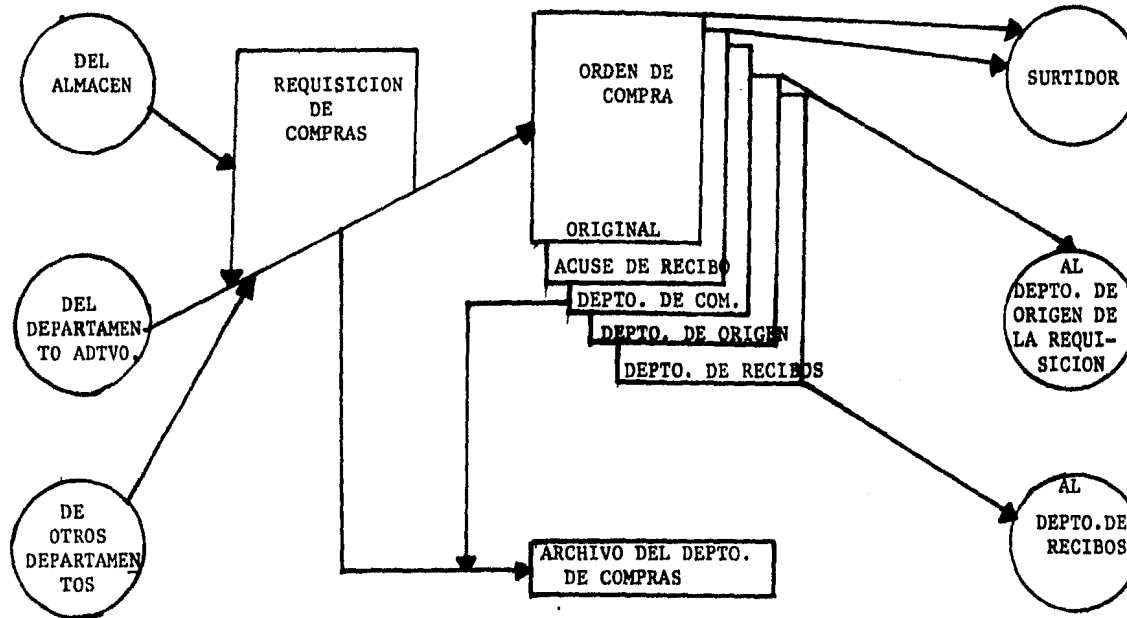 DEL
ALMACEN
REQUISICION
DE
COMPRAS
ORDEN DE
COMPRA
SURTIDOR
ORIGINAL
ACUSE DE RECIBO
DEPTO. DE COM.
DEPTO. DE ORIGEN
DEPTO. DE RECIBOS
DEL
DEPARTAMEN
TO ADTVO.
AL
DEPTO. DE
ORIGEN DE
LA REQUI-
SICION
DE
OTROS
DEPARTAMEN
TOS
ARCHIVO DEL DEPTO.
DE COMPRAS
AL
DEPTO.DE
RECIBOS